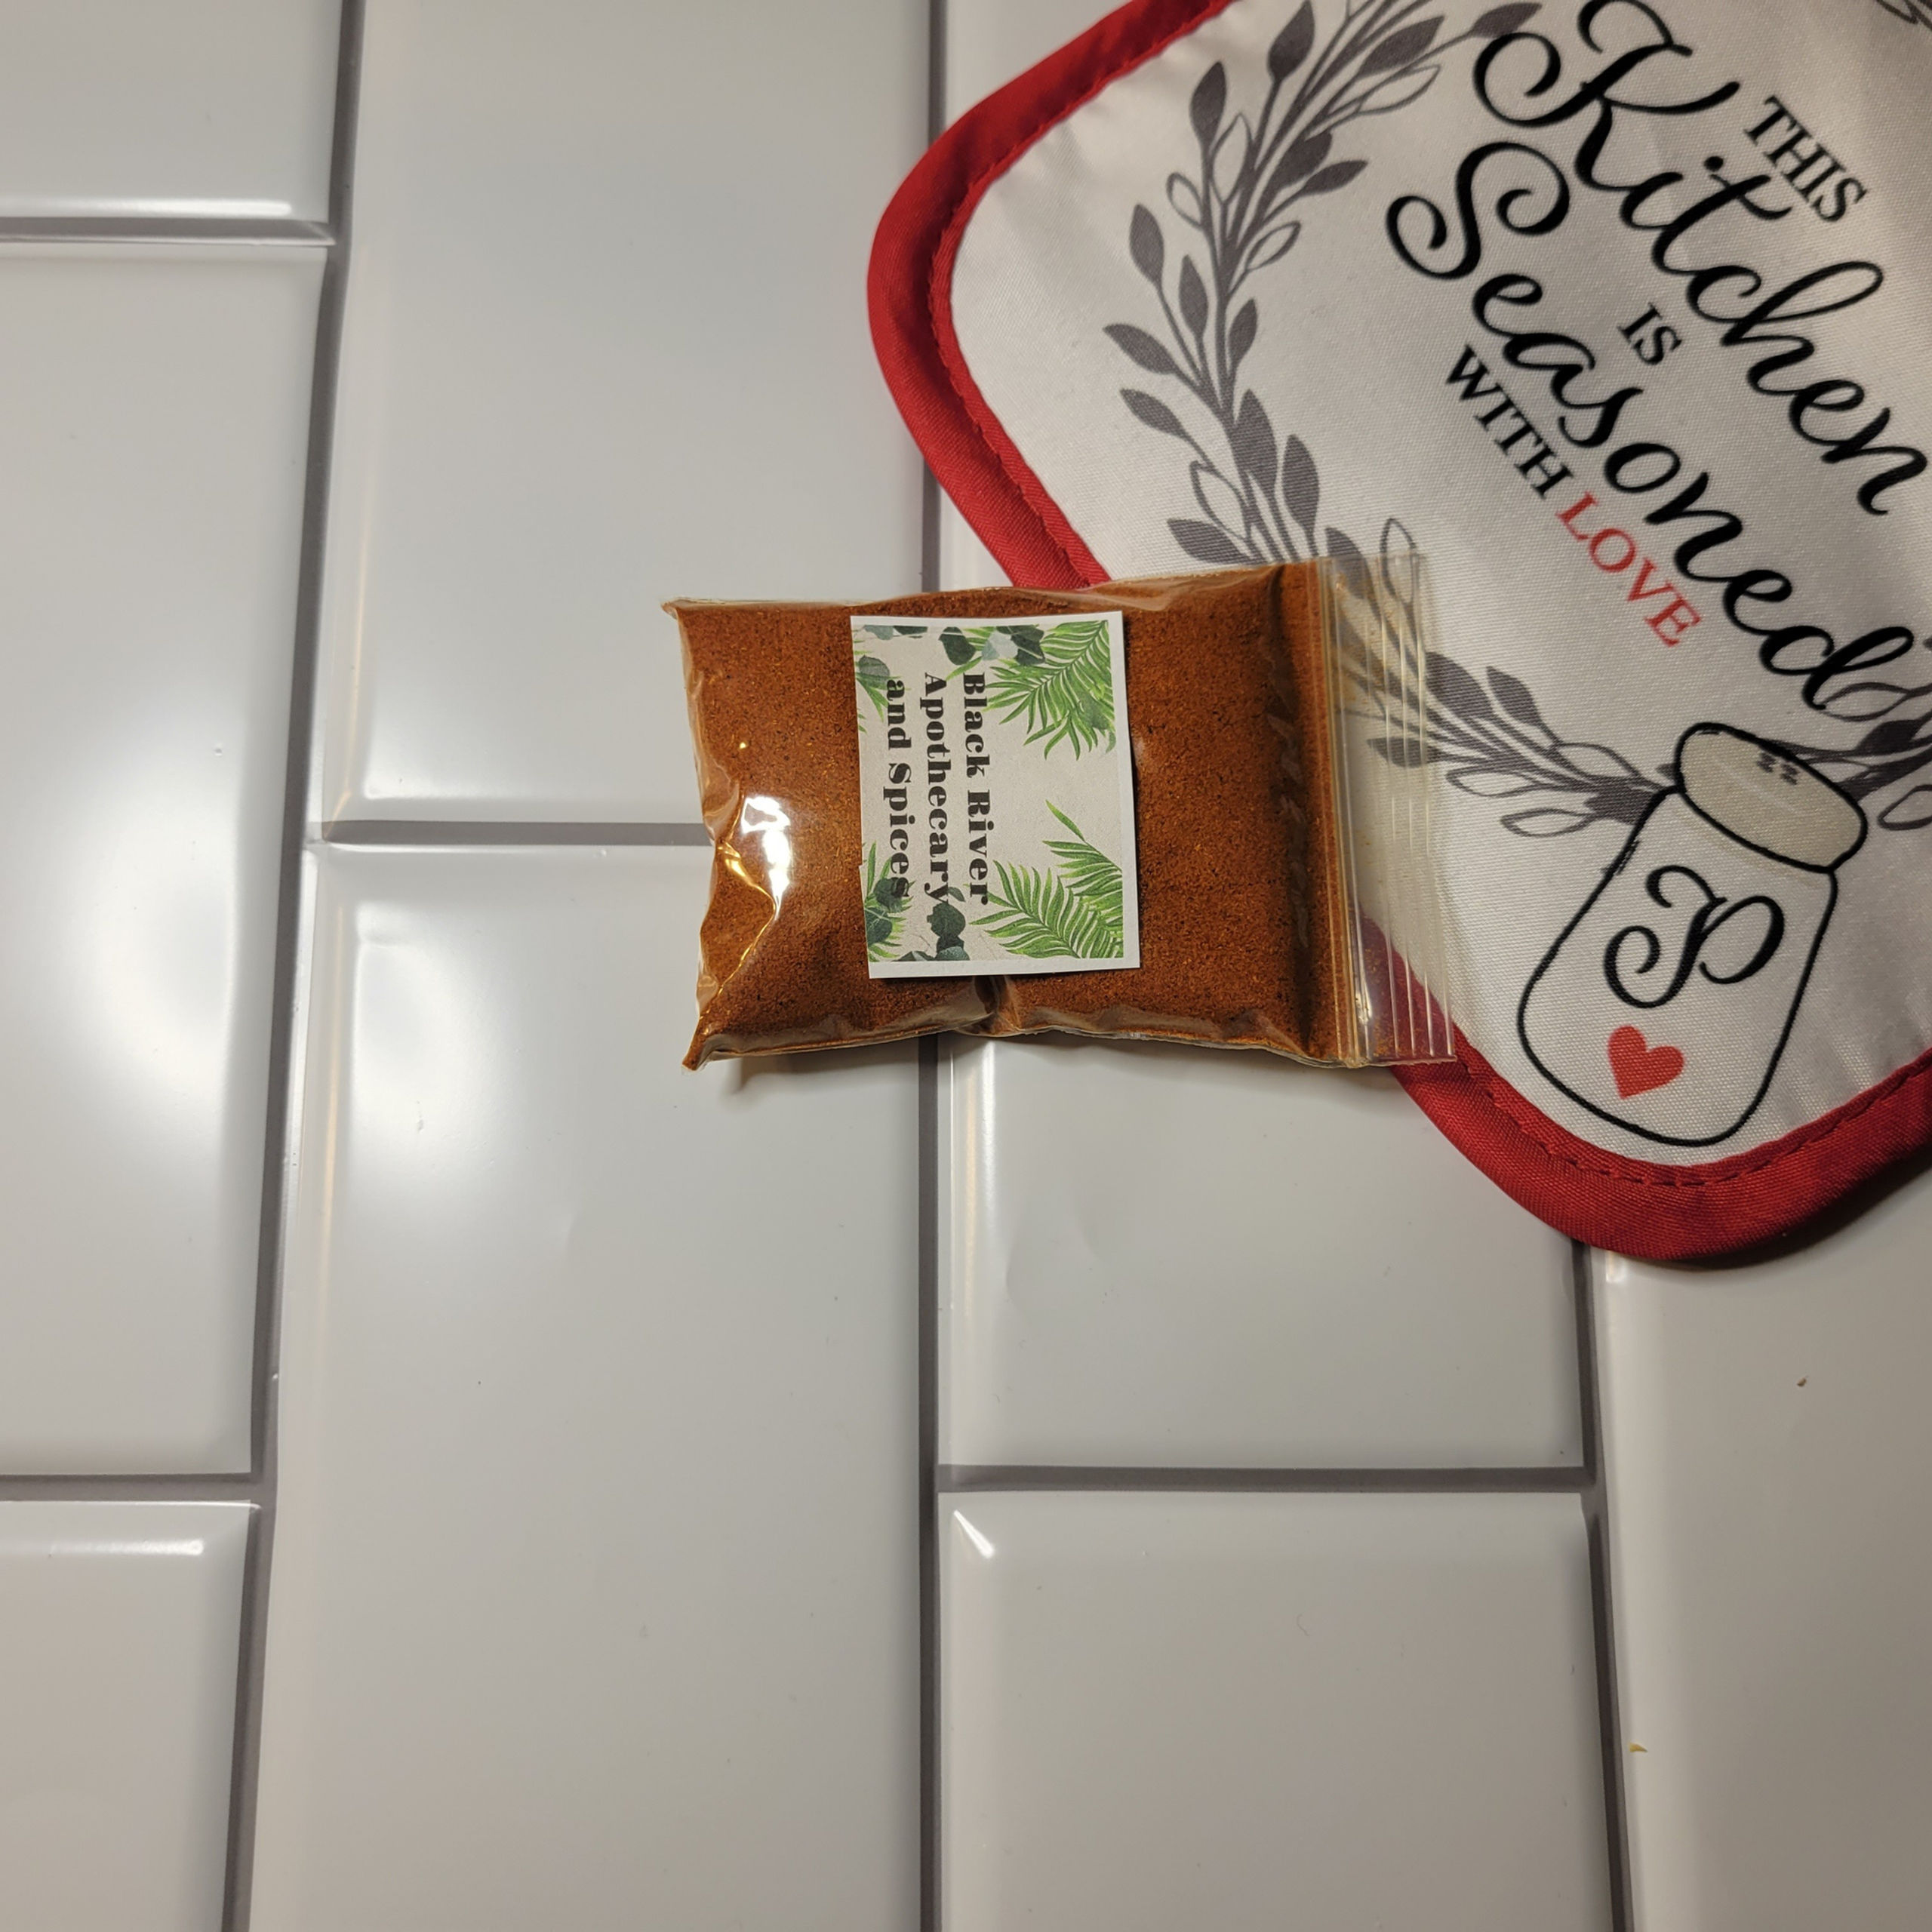 THIS
Kitchen
IS
Seasoned
WITH LOVE
S
Black River
Apothecary
and Spices